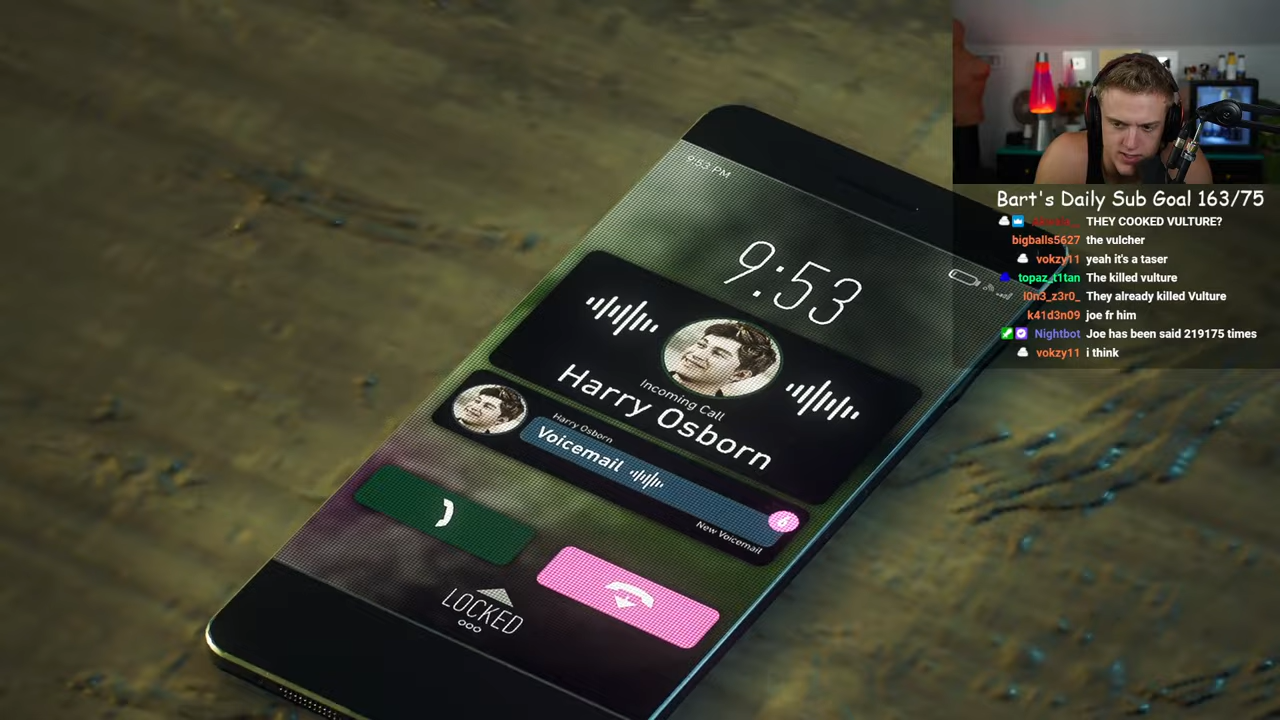 9:53 PM
9:53
Incoming Call
Harry Osborn
Harry Osborn
Voicemail
6
New Voicemail
LOCKED
Bart's Daily Sub Goal 163/75
THEY COOKED VULTURE?
bigballs5627 the vulcher
vokzy11 yeah it's a taser
topaz_t1tan The killed vulture
l0n3_z3r0_ They already killed Vulture
k41d3n09 joe fr him
Nightbot Joe has been said 219175 times
vokzy11 i think